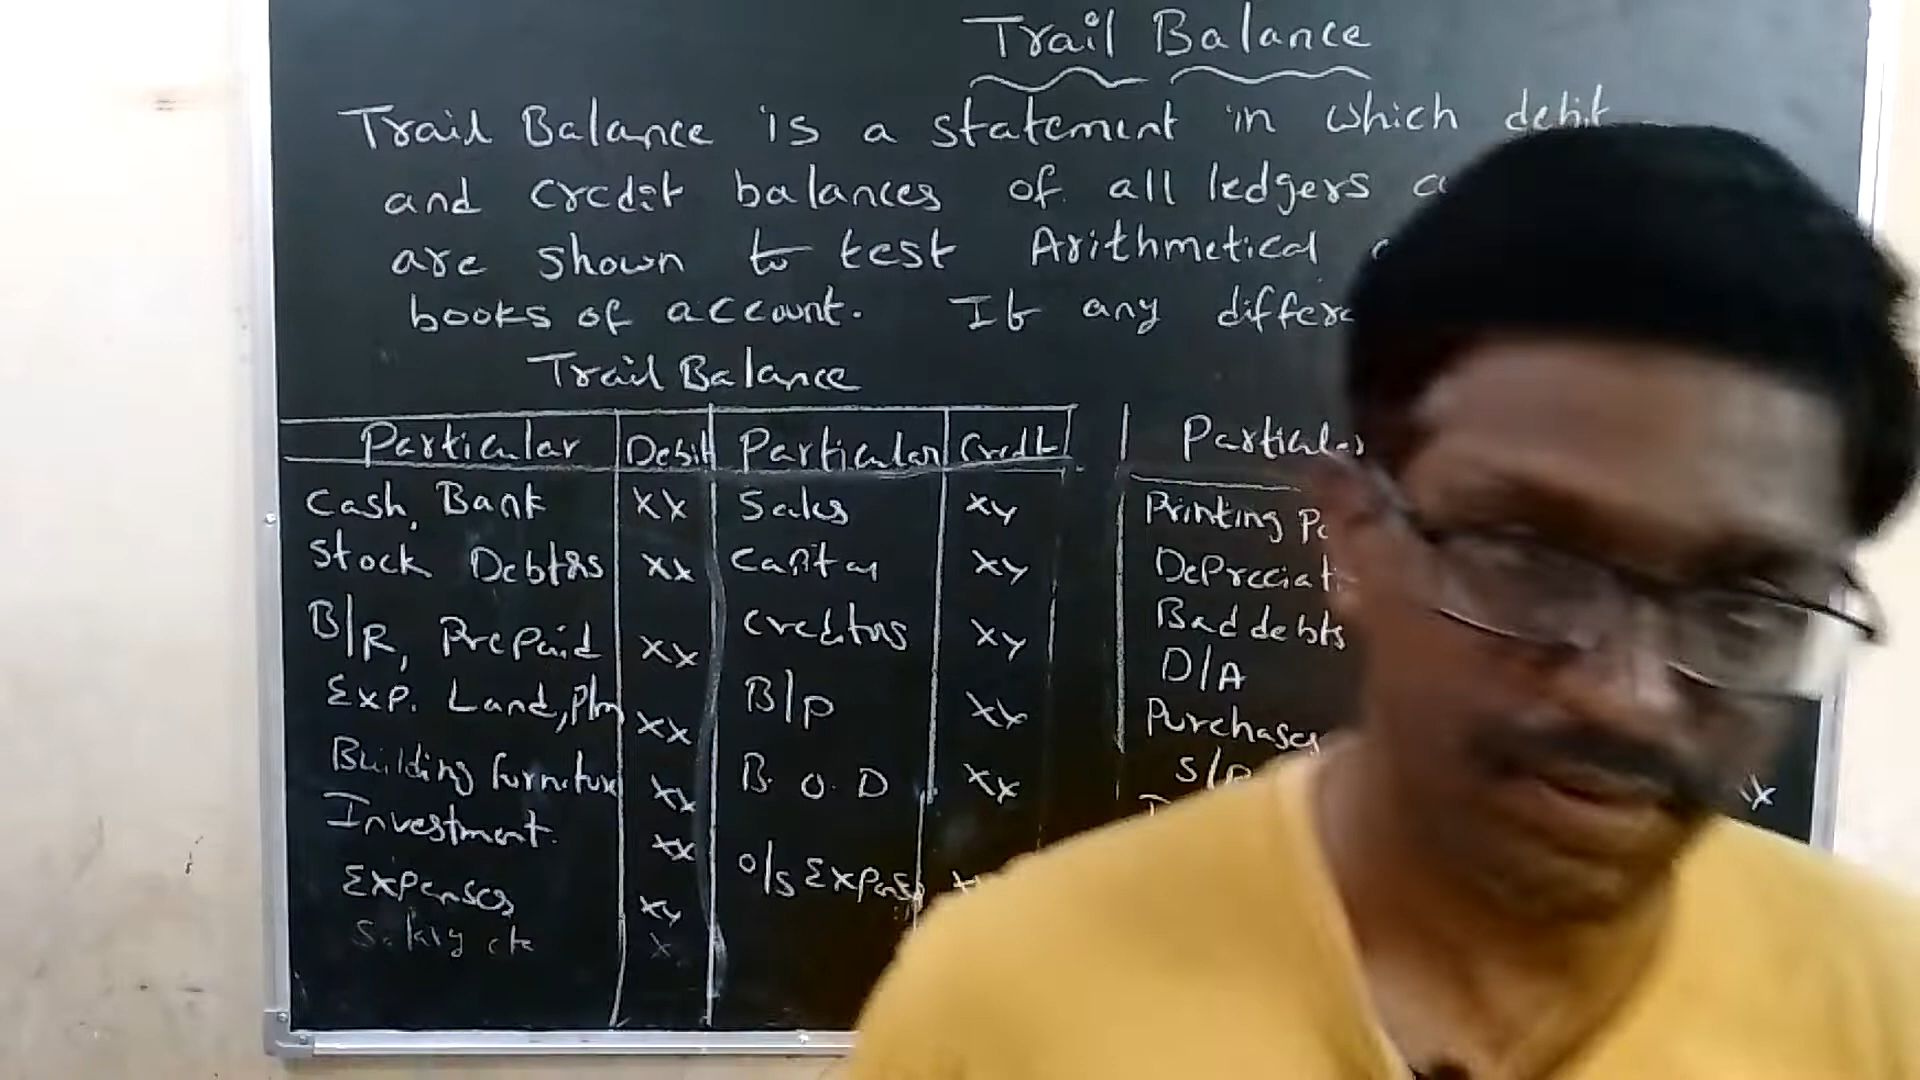 Trail Balance
Trail Balance is a statement in which debit
and credit balances of all ledgers
are shown to test Arithmetical
books of account. If any
Trail Balance
Particular Debit Particular Credit Particular
Cash, Bank XX Sales xy Printing
Stock Debtors XX Capital xy
B/R, Prepaid XX Creditors xy Bad debts
Exp. Land, XX B/P XX D/A
Building furniture XX B. O. D XX Purchases
Investment. XX
Expenses xy O/S Expenses
Salary etc X